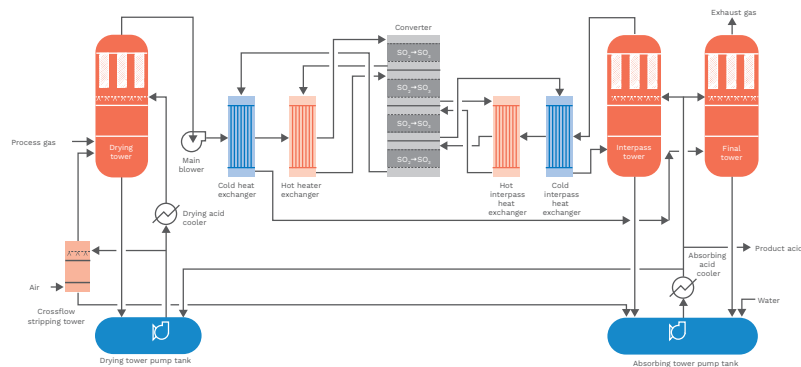 Exhaust gas
Converter
SO₂→SO₃
SO₂→SO₃
SO₂→SO₃
SO₂→SO₃
Process gas
Drying
tower
Main
blower
Cold heat
exchanger
Hot heater
exchanger
Hot
interpass
heat
exchanger
Cold
interpass
heat
exchanger
Interpass
tower
Final
tower
Drying acid
cooler
Product acid
Absorbing
acid
cooler
Air
Water
Crossflow
stripping tower
Drying tower pump tank
Absorbing tower pump tank